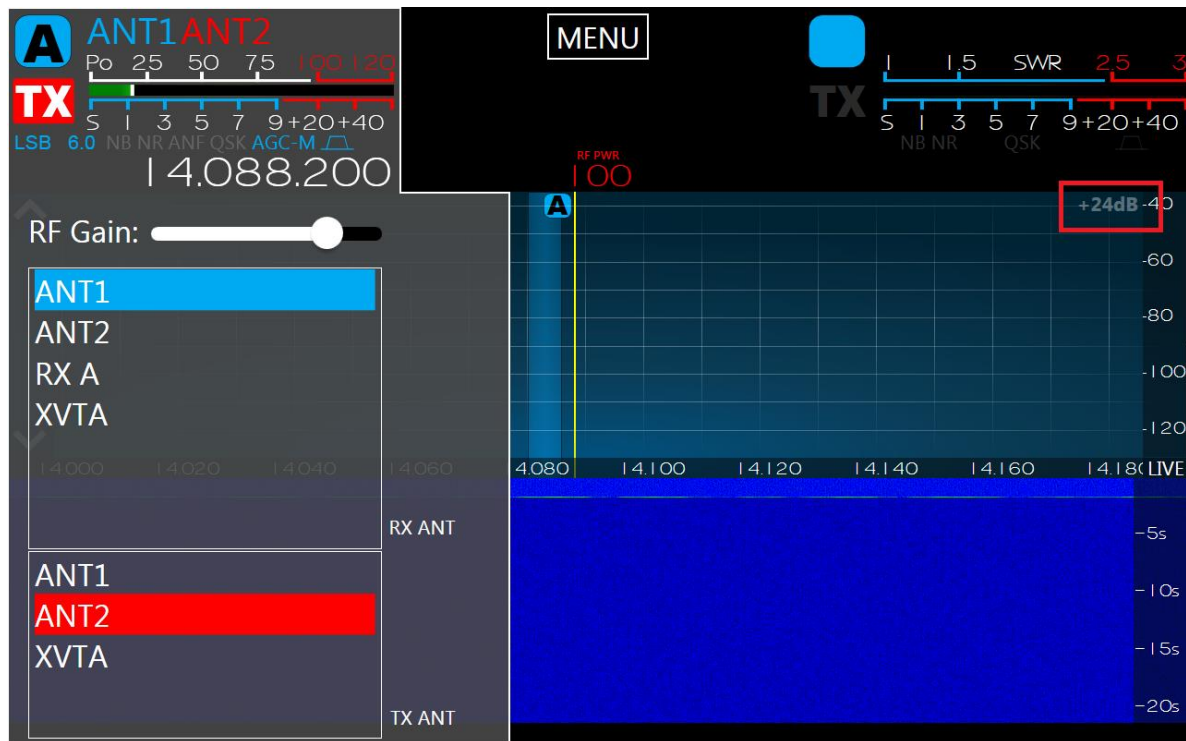 A ANT1 ANT2
Po 25 50 75 100 120
TX
S 1 3 5 7 9+20+40
LSB 6.0 NB NR ANF QSK AGC-M
14.088.200
MENU
1 1.5 SWR 2.5 3
TX
S 1 3 5 7 9+20+40
NB NR QSK
RF PWR
100
RF Gain:
ANT1
ANT2
RX A
XVTA
RX ANT
ANT1
ANT2
XVTA
TX ANT
A
+24dB -40
-60
-80
-100
-120
14.000 14.020 14.040 14.060 4.080 14.100 14.120 14.140 14.160 14.18 LIVE
-5s
-10s
-15s
-20s